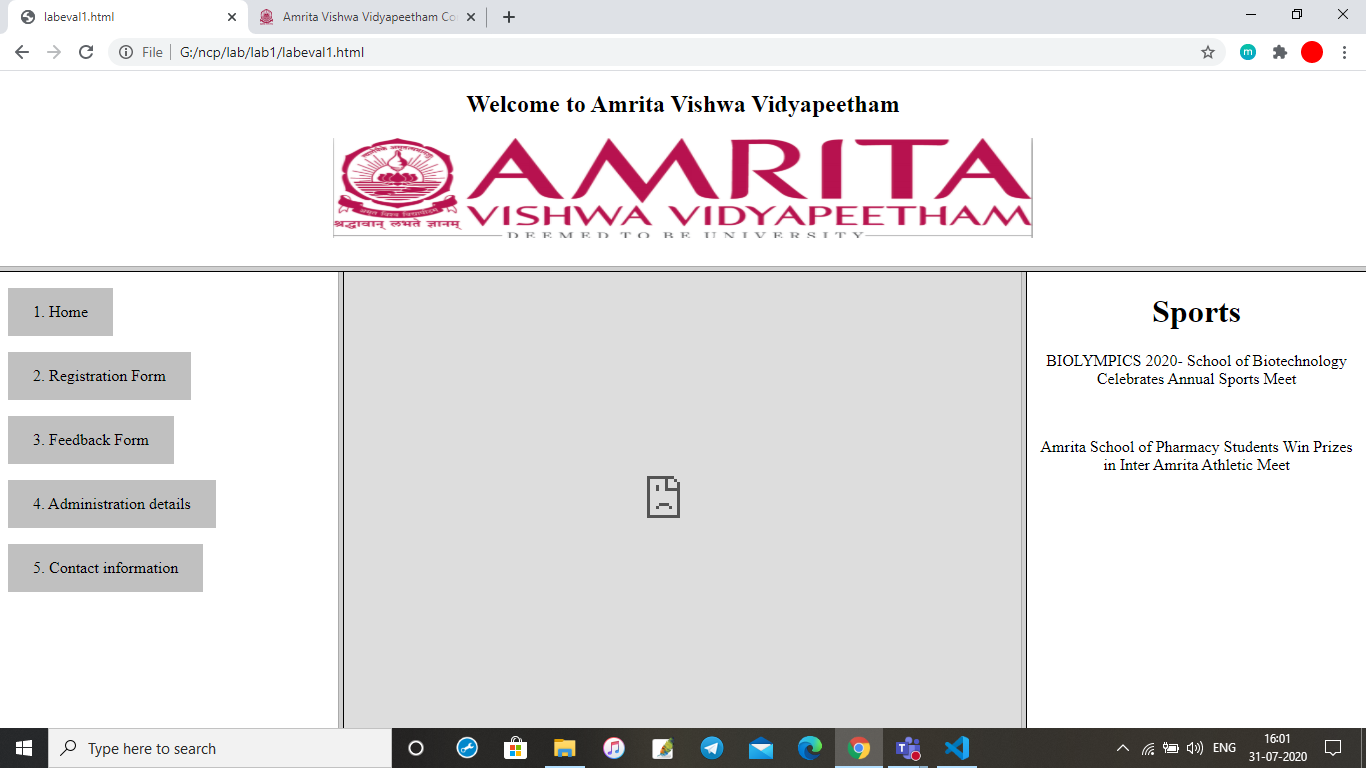 labeval1.html
Amrita Vishwa Vidyapeetham Co
File
G:/ncp/lab/lab1/labeval1.html
m
Welcome to Amrita Vishwa Vidyapeetham
AMRITA
VISHWA VIDYAPEETHAM
श्रद्धावान् लभते ज्ञानम्
DEEMED TO BE UNIVERSITY
1. Home
2. Registration Form
3. Feedback Form
4. Administration details
5. Contact information
Sports
BIOLYMPICS 2020- School of Biotechnology
Celebrates Annual Sports Meet
Amrita School of Pharmacy Students Win Prizes
in Inter Amrita Athletic Meet
Type here to search
ENG
16:01
31-07-2020